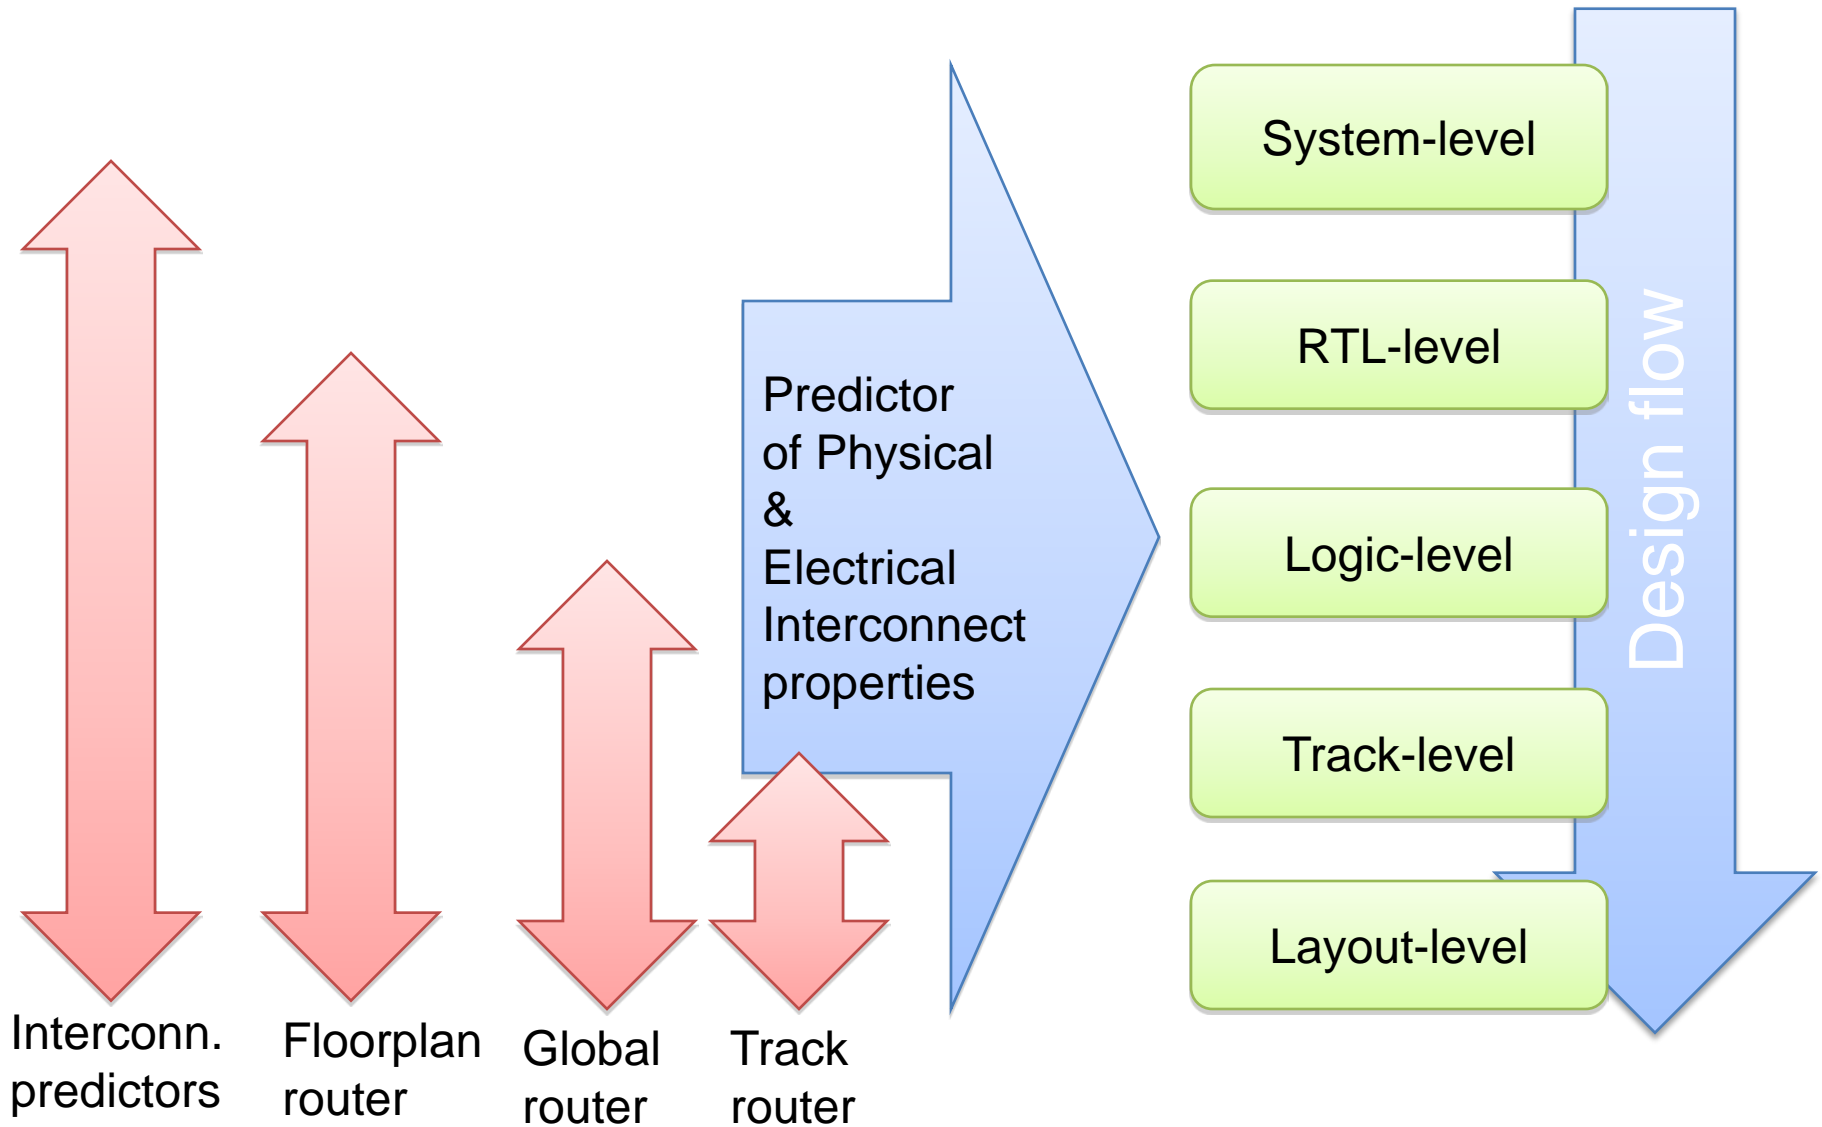 System-level
RTL-level
Logic-level
Track-level
Layout-level
Design flow
Predictor
of Physical
&
Electrical
Interconnect
properties
Interconn.
predictors
Floorplan
router
Global
router
Track
router